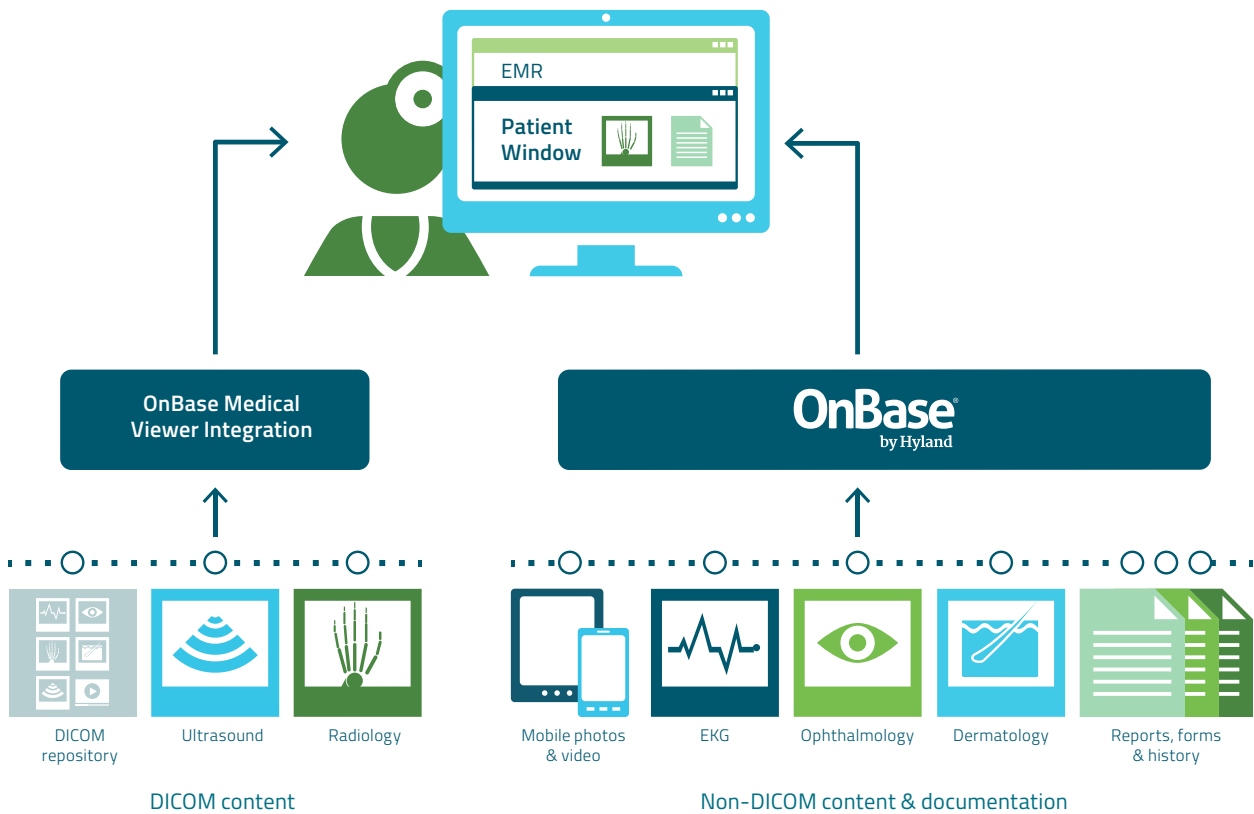 EMR
Patient
Window
OnBase Medical
Viewer Integration
OnBase®
by Hyland
DICOM
repository
Ultrasound
Radiology
Mobile photos
& video
EKG
Ophthalmology
Dermatology
Reports, forms
& history
DICOM content
Non-DICOM content & documentation